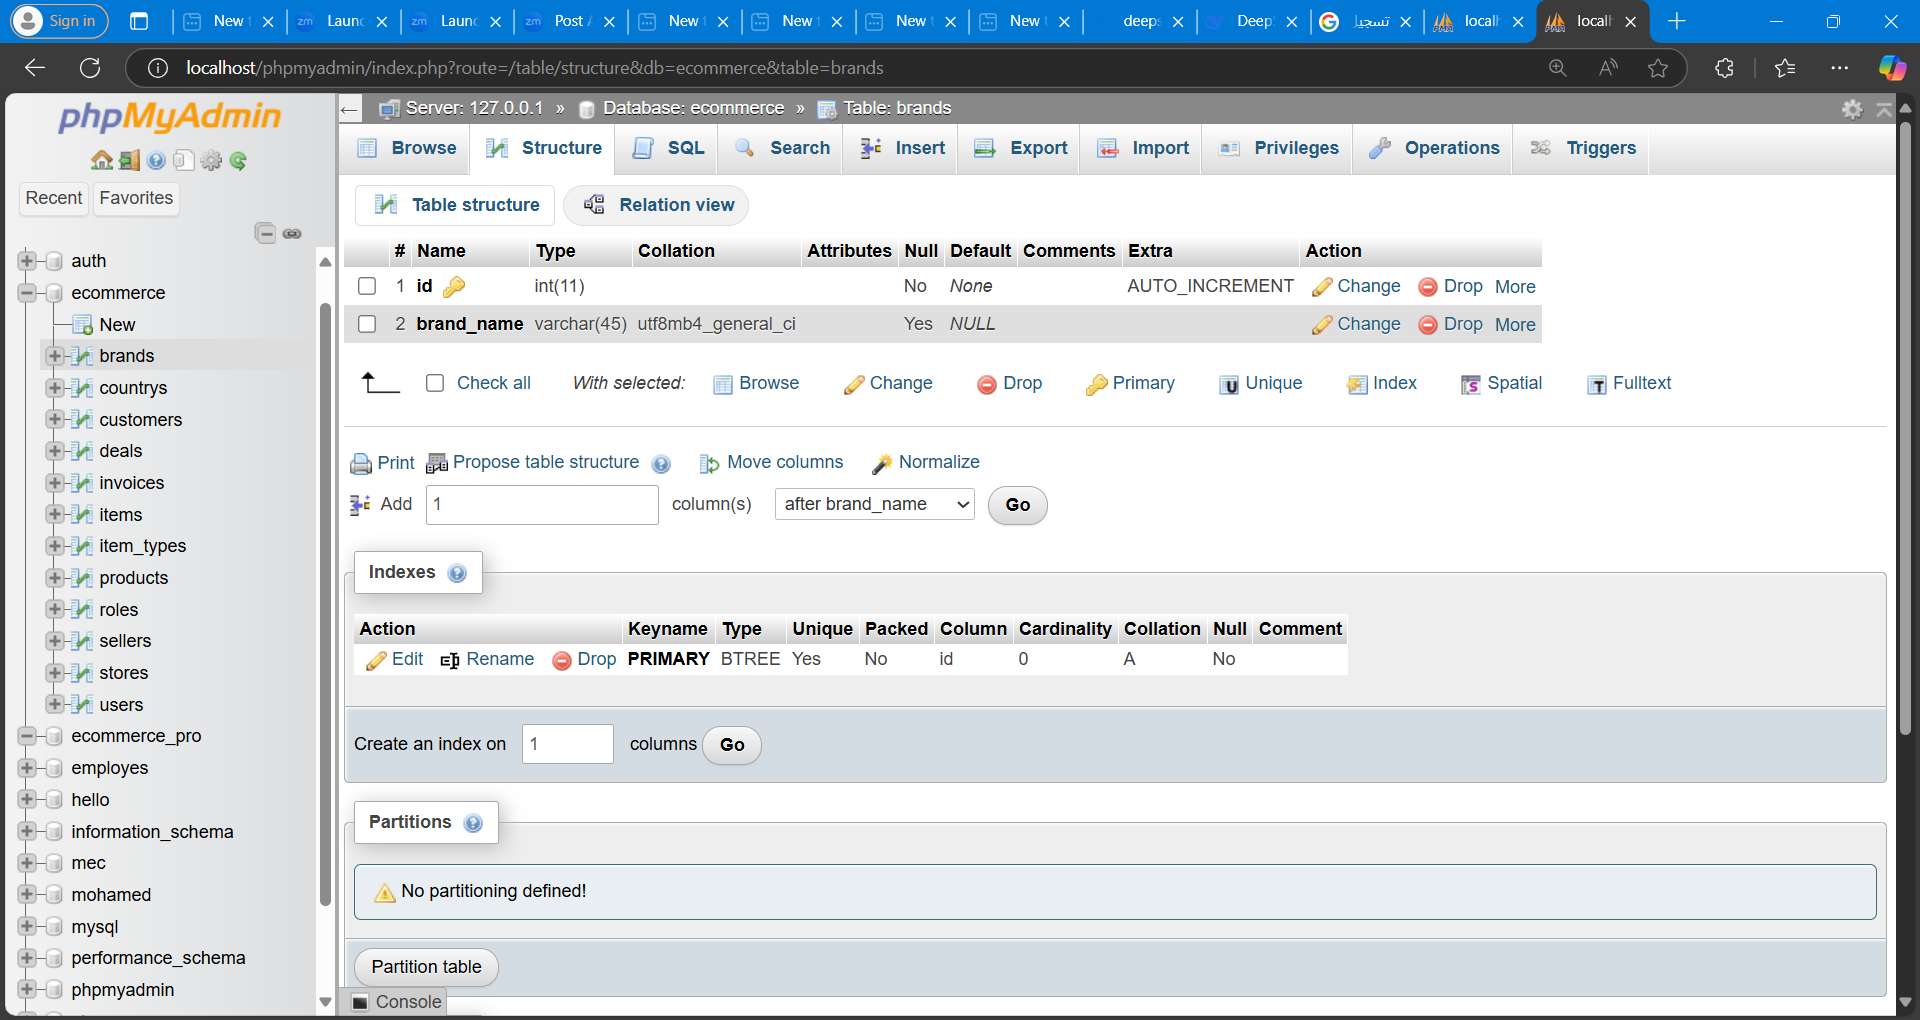 Sign in
New t
Laun
Laun
Post A
New t
New t
New t
New t
deeps
Deep
تسجيل
localh
localh
localhost/phpmyadmin/index.php?route=/table/structure&db=ecommerce&table=brands
phpMyAdmin
Recent Favorites
auth
ecommerce
New
brands
countrys
customers
deals
invoices
items
item_types
products
roles
sellers
stores
users
ecommerce_pro
employes
hello
information_schema
mec
mohamed
mysql
performance_schema
phpmyadmin
Server: 127.0.0.1 » Database: ecommerce » Table: brands
Browse Structure SQL Search Insert Export Import Privileges Operations Triggers
Table structure Relation view
# Name Type Collation Attributes Null Default Comments Extra Action
1 id int(11) No None AUTO_INCREMENT Change Drop More
2 brand_name varchar(45) utf8mb4_general_ci Yes NULL Change Drop More
Check all With selected: Browse Change Drop Primary Unique Index Spatial Fulltext
Print Propose table structure Move columns Normalize
Add 1 column(s) after brand_name Go
Indexes
Action Keyname Type Unique Packed Column Cardinality Collation Null Comment
Edit Rename Drop PRIMARY BTREE Yes No id 0 A No
Create an index on 1 columns Go
Partitions
No partitioning defined!
Partition table
Console